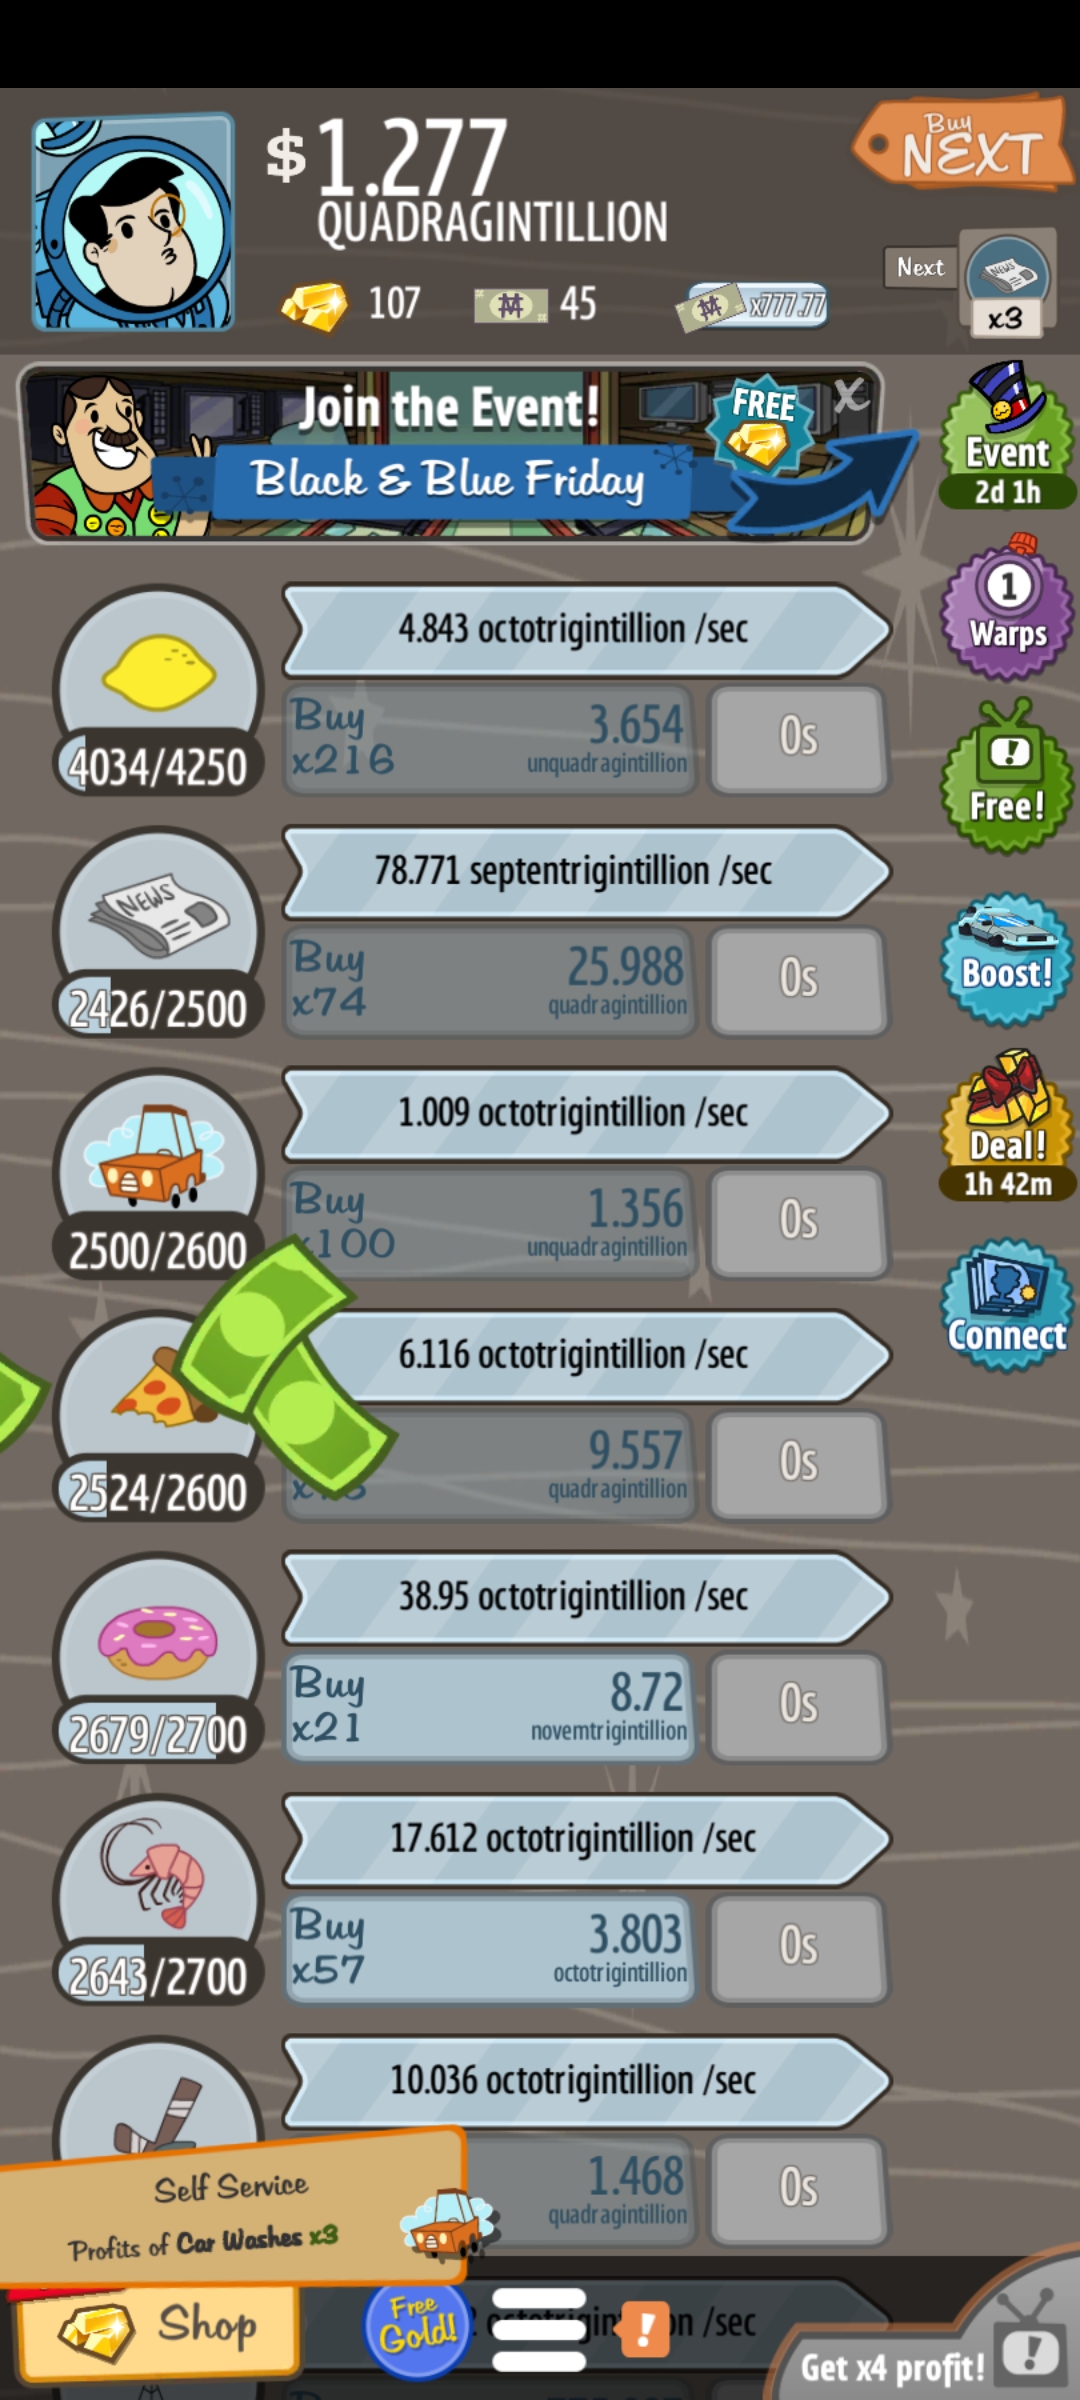 $1.277
QUADRAGINTILLION
Buy
NEXT
107
45
x777.77
Next
NEWS
x3
Join the Event!
FREE
X
Black & Blue Friday
Event
2d 1h
4.843 octotrigintillion /sec
1
Warps
Buy
x216
3.654
unquadragintillion
0s
4034/4250
!
Free!
78.771 septentrigintillion /sec
NEWS
Buy
x74
25.988
quadragintillion
0s
2426/2500
Boost!
1.009 octotrigintillion /sec
Deal!
1h 42m
Buy
x100
1.356
unquadragintillion
0s
2500/2600
Connect
6.116 octotrigintillion /sec
9.557
quadragintillion
0s
2524/2600
38.95 octotrigintillion /sec
Buy
x21
8.72
novemtrigintillion
0s
2679/2700
17.612 octotrigintillion /sec
Buy
x57
3.803
octotrigintillion
0s
2643/2700
10.036 octotrigintillion /sec
1.468
quadragintillion
0s
Self Service
Profits of Car Washes x3
Shop
Free
Gold!
!
/sec
Get x4 profit!
!